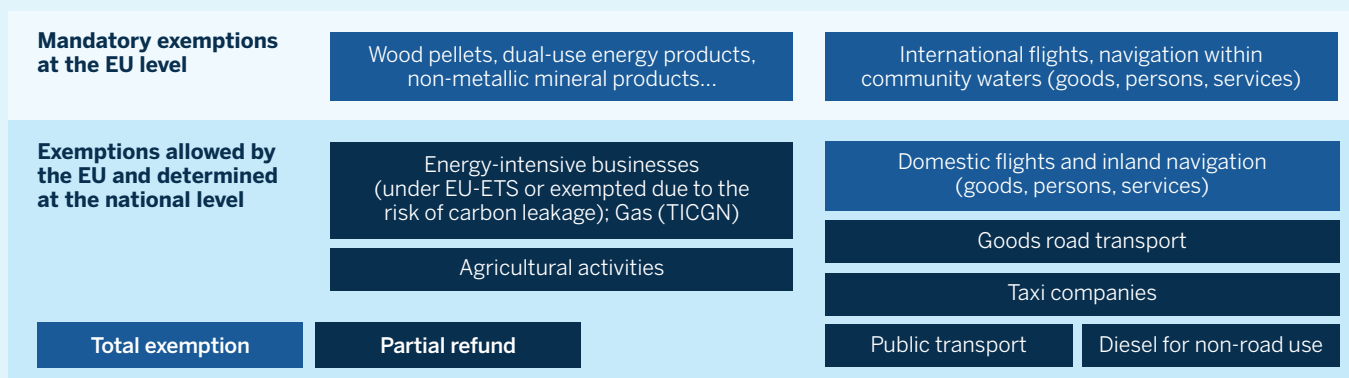 Mandatory exemptions
at the EU level
Wood pellets, dual-use energy products,
non-metallic mineral products...
International flights, navigation within
community waters (goods, persons, services)
Exemptions allowed by
the EU and determined
at the national level
Energy-intensive businesses
(under EU-ETS or exempted due to the
risk of carbon leakage); Gas (TICGN)
Agricultural activities
Domestic flights and inland navigation
(goods, persons, services)
Goods road transport
Taxi companies
Public transport
Diesel for non-road use
Total exemption
Partial refund